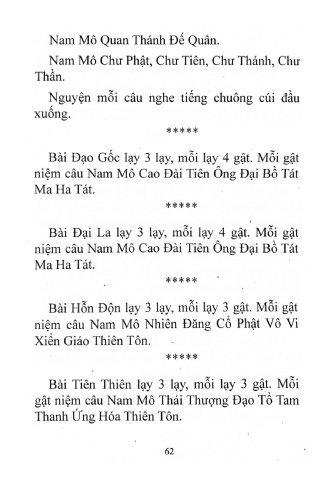 Nam Mô Quan Thánh Đế Quân.
Nam Mô Chư Phật, Chư Tiên, Chư Thánh, Chư
Thần.
Nguyện mỗi câu nghe tiếng chuông cúi đầu
xuống.
*****
Bài Đạo Gốc lạy 3 lạy, mỗi lạy 4 gật. Mỗi gật
niệm câu Nam Mô Cao Đài Tiên Ông Đại Bồ Tát
Ma Ha Tát.
*****
Bài Đại La lạy 3 lạy, mỗi lạy 4 gật. Mỗi gật
niệm câu Nam Mô Cao Đài Tiên Ông Đại Bồ Tát
Ma Ha Tát.
*****
Bài Hỗn Độn lạy 3 lạy, mỗi lạy 3 gật. Mỗi gật
niệm câu Nam Mô Nhiên Đăng Cổ Phật Vô Vi
Xiển Giáo Thiên Tôn.
*****
Bài Tiên Thiên lạy 3 lạy, mỗi lạy 3 gật. Mỗi
gật niệm câu Nam Mô Thái Thượng Đạo Tổ Tam
Thanh Ứng Hóa Thiên Tôn.
62